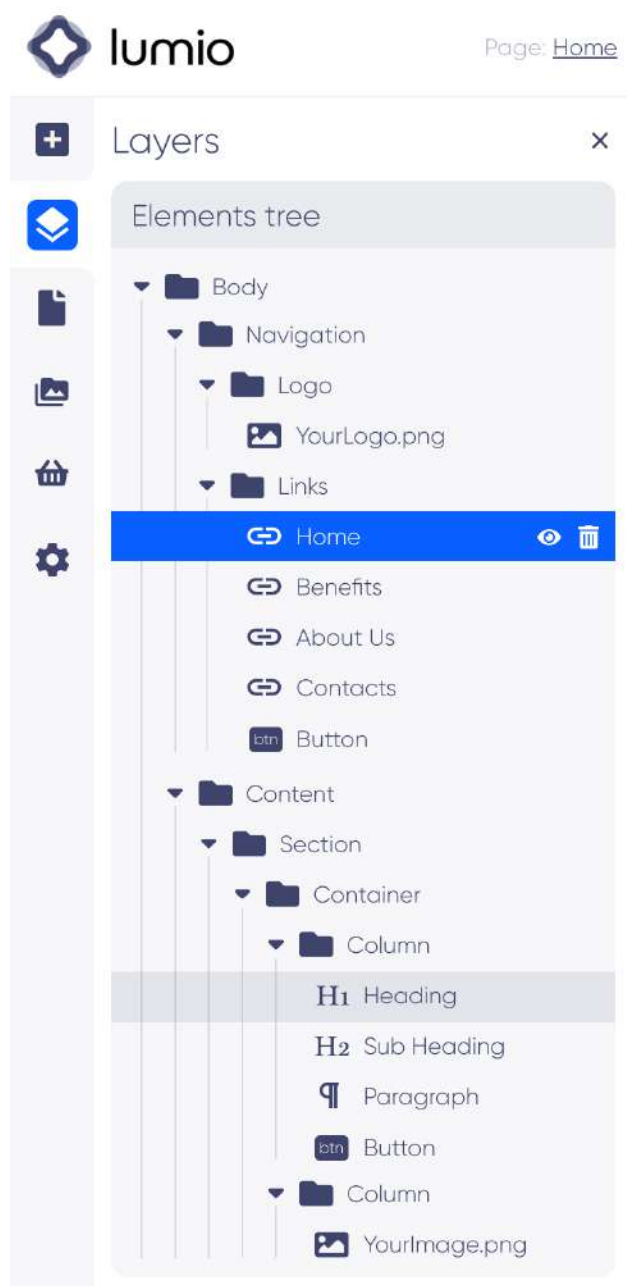 lumio
Page: Home
Layers
Elements tree
Body
Navigation
Logo
YourLogo.png
Links
Home
Benefits
About Us
Contacts
btn Button
Content
Section
Container
Column
H1 Heading
H2 Sub Heading
¶ Paragraph
btn Button
Column
YourImage.png